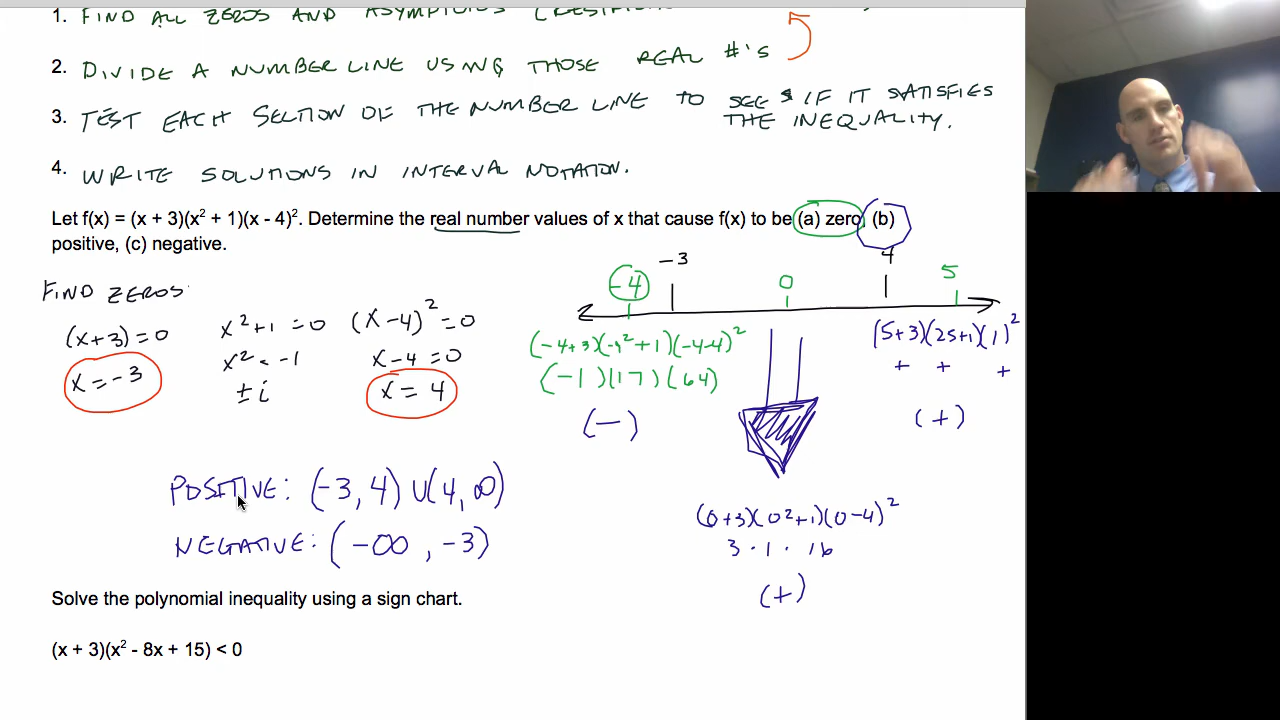 1. FIND ALL ZEROS AND ASYMPTOTES
2. DIVIDE A NUMBER LINE USING THOSE REAL #'S
3. TEST EACH SECTION OF THE NUMBER LINE TO SEE IF IT SATISFIES
THE INEQUALITY.
4. WRITE SOLUTIONS IN INTERVAL NOTATION.
Let f(x) = (x + 3)(x² + 1)(x - 4)². Determine the real number values of x that cause f(x) to be (a) zero (b)
positive, (c) negative.
FIND ZEROS:
(x+3)=0
x=-3
x²+1=0
x²=-1
±i
(x-4)²=0
x-4=0
x=4
-4 -3 0 4 5
(-4+3)(-4²+1)(-4-4)²
(-1)(17)(64)
(-)
(5+3)(25+1)(1)²
+ + +
(+)
(0+3)(0²+1)(0-4)²
3·1·16
(+)
POSITIVE: (-3,4)∪(4,∞)
NEGATIVE: (-∞,-3)
Solve the polynomial inequality using a sign chart.
(x + 3)(x² - 8x + 15) < 0